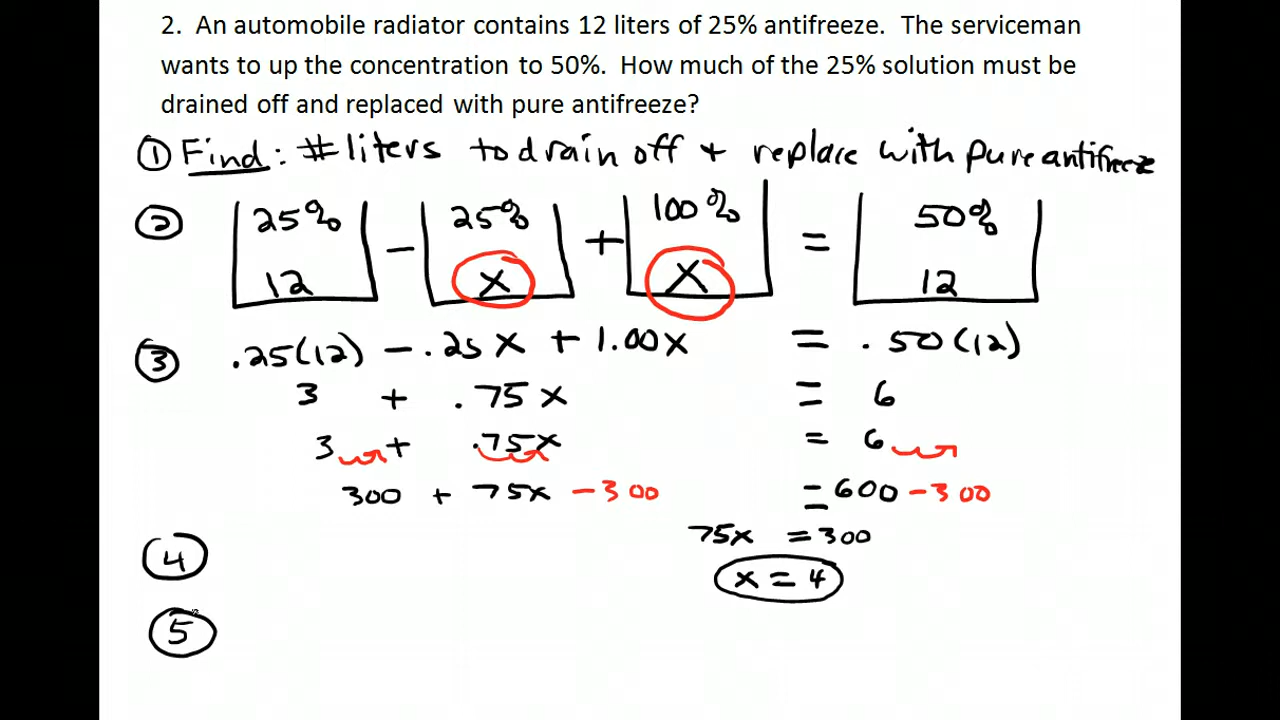 2. An automobile radiator contains 12 liters of 25% antifreeze. The serviceman
wants to up the concentration to 50%. How much of the 25% solution must be
drained off and replaced with pure antifreeze?
① Find: # liters to drain off + replace with pure antifreeze
② 25% 25% 100% 50%
12 - x + x = 12
③ .25(12) - .25x + 1.00x = .50(12)
3 + .75x = 6
3 + .75x = 6
300 + 75x - 300 = 600 - 300
75x = 300
④
x = 4
⑤